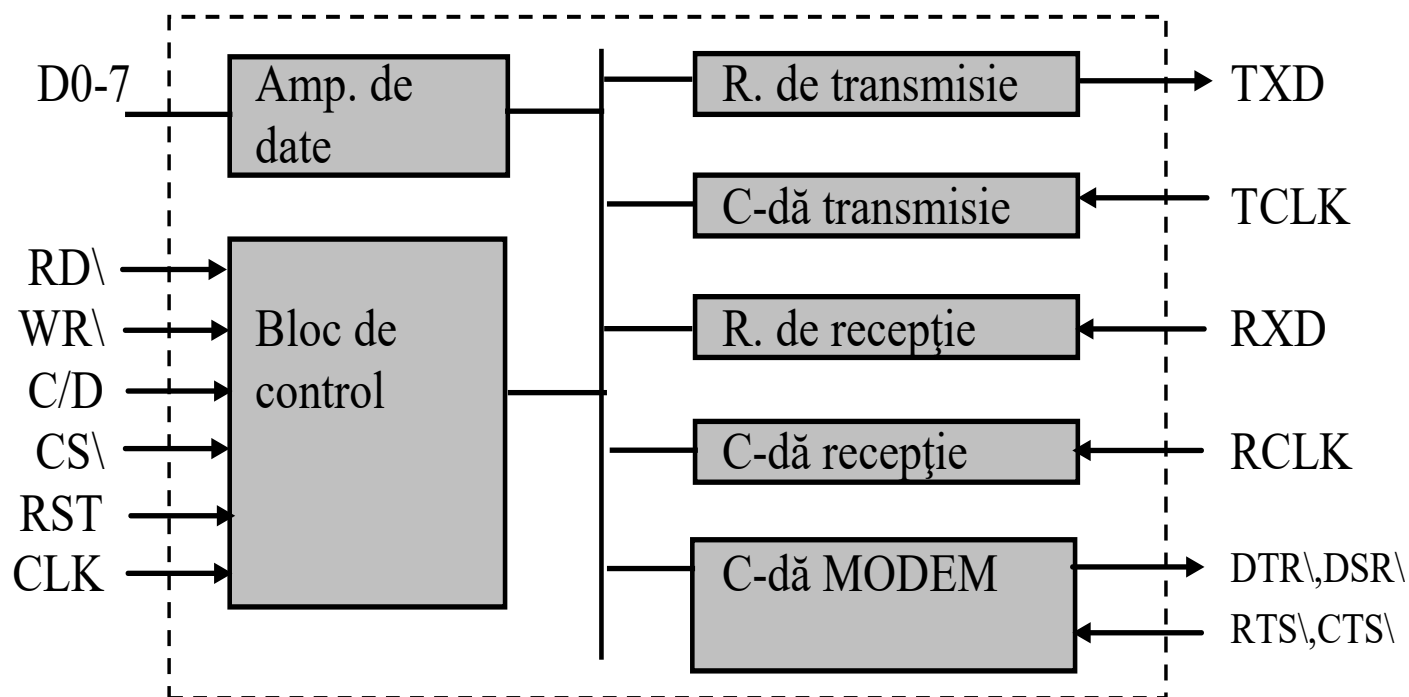 D0-7
Amp. de
date
R. de transmisie
TXD
C-dă transmisie
TCLK
RD\
WR\
C/D
CS\
RST
CLK
Bloc de
control
R. de recepţie
RXD
C-dă recepţie
RCLK
C-dă MODEM
DTR\,DSR\
RTS\,CTS\